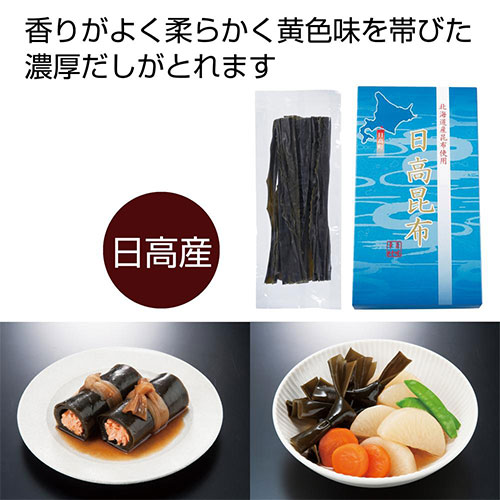 香りがよく柔らかく黄色味を帯びた
濃厚だしがとれます
北海道産昆布使用
日高昆布
日高産